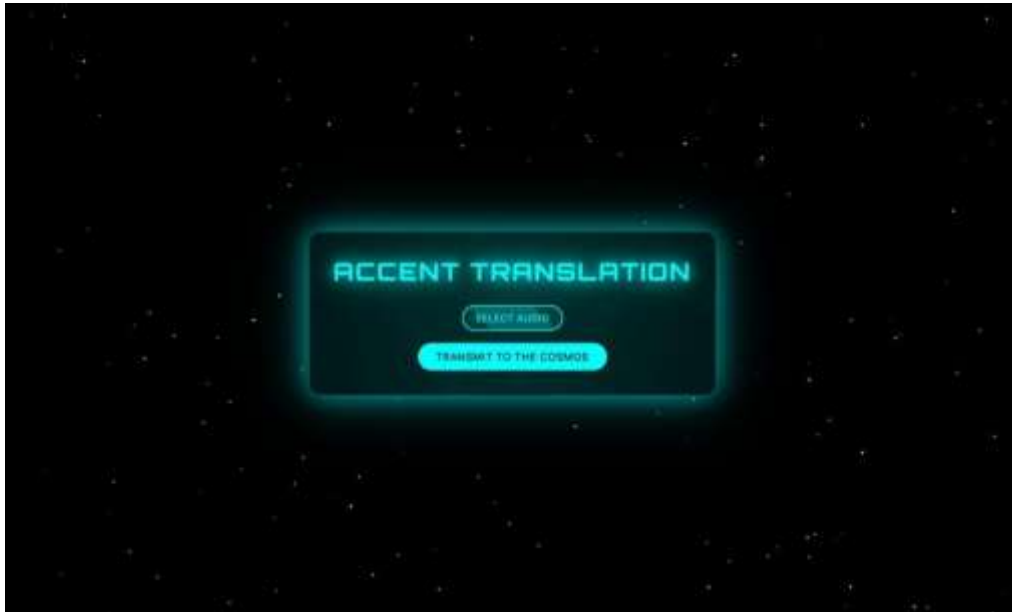 ACCENT TRANSLATION
SELECT AUDIO
TRANSMIT TO THE COSMOS